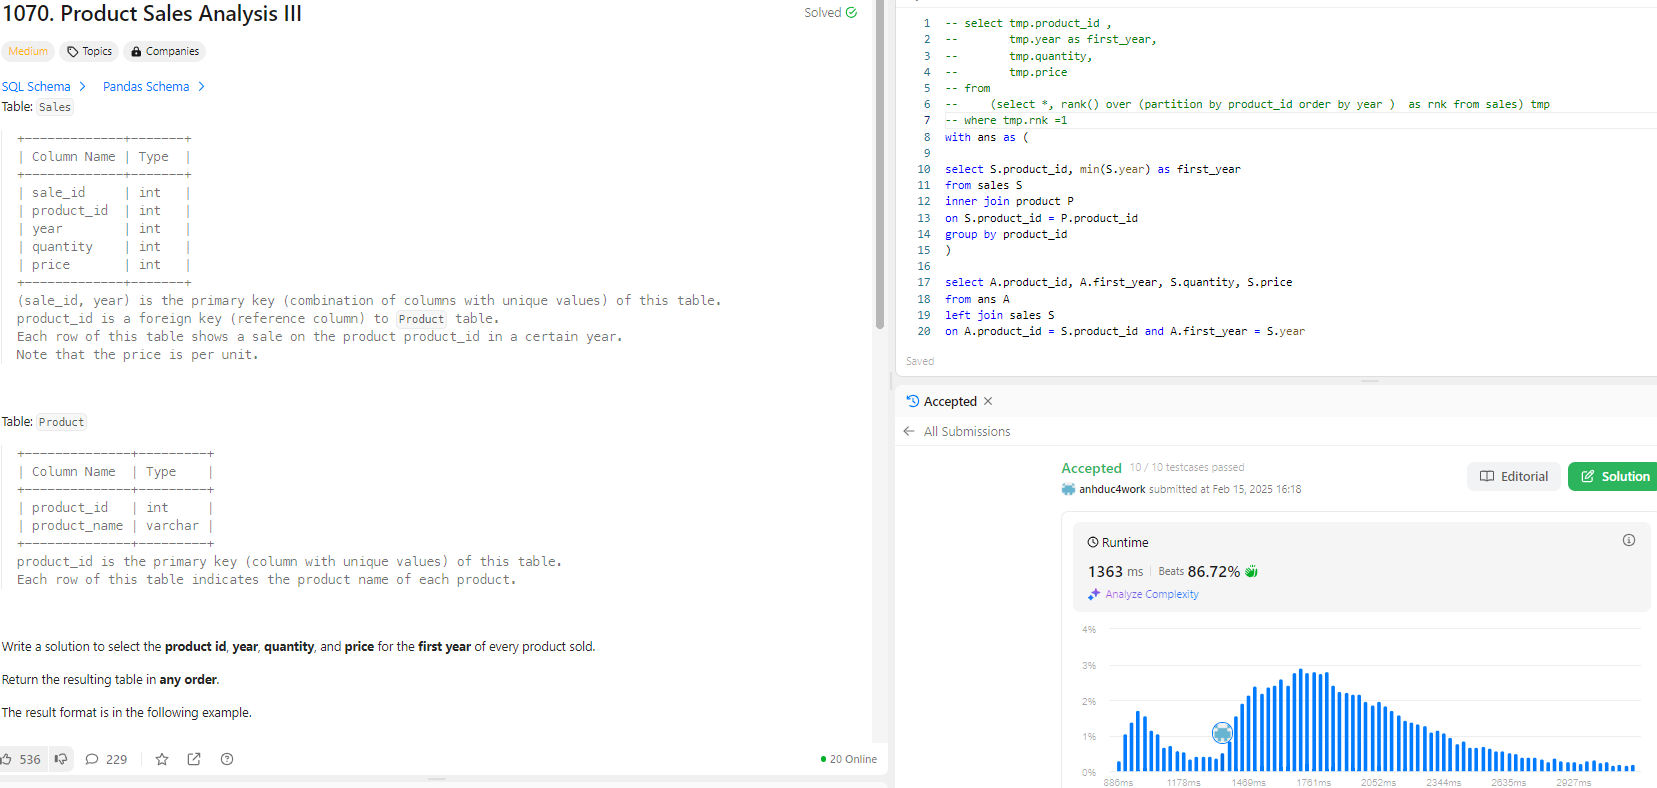 1070. Product Sales Analysis III
Solved
Medium
Topics
Companies
SQL Schema
Pandas Schema
Table: Sales
+-------------+-------+
| Column Name | Type  |
+-------------+-------+
| sale_id     | int   |
| product_id  | int   |
| year        | int   |
| quantity    | int   |
| price       | int   |
+-------------+-------+
(sale_id, year) is the primary key (combination of columns with unique values) of this table.
product_id is a foreign key (reference column) to Product table.
Each row of this table shows a sale on the product product_id in a certain year.
Note that the price is per unit.
Table: Product
+--------------+---------+
| Column Name  | Type    |
+--------------+---------+
| product_id   | int     |
| product_name | varchar |
+--------------+---------+
product_id is the primary key (column with unique values) of this table.
Each row of this table indicates the product name of each product.
Write a solution to select the product id, year, quantity, and price for the first year of every product sold.
Return the resulting table in any order.
The result format is in the following example.
536
229
20 Online
1 -- select tmp.product_id ,
2 --        tmp.year as first_year,
3 --        tmp.quantity,
4 --        tmp.price
5 -- from
6 --     (select *, rank() over (partition by product_id order by year )  as rnk from sales) tmp
7 -- where tmp.rnk =1
8 with ans as (
9
10 select S.product_id, min(S.year) as first_year
11 from sales S
12 inner join product P
13 on S.product_id = P.product_id
14 group by product_id
15 )
16
17 select A.product_id, A.first_year, S.quantity, S.price
18 from ans A
19 left join sales S
20 on A.product_id = S.product_id and A.first_year = S.year
Saved
Accepted
All Submissions
Accepted 10 / 10 testcases passed
anhduc4work submitted at Feb 15, 2025 16:18
Editorial
Solution
Runtime
1363 ms
Beats 86.72%
Analyze Complexity
4%
3%
2%
1%
0%
886ms 1178ms 1469ms 1761ms 2052ms 2344ms 2635ms 2927ms